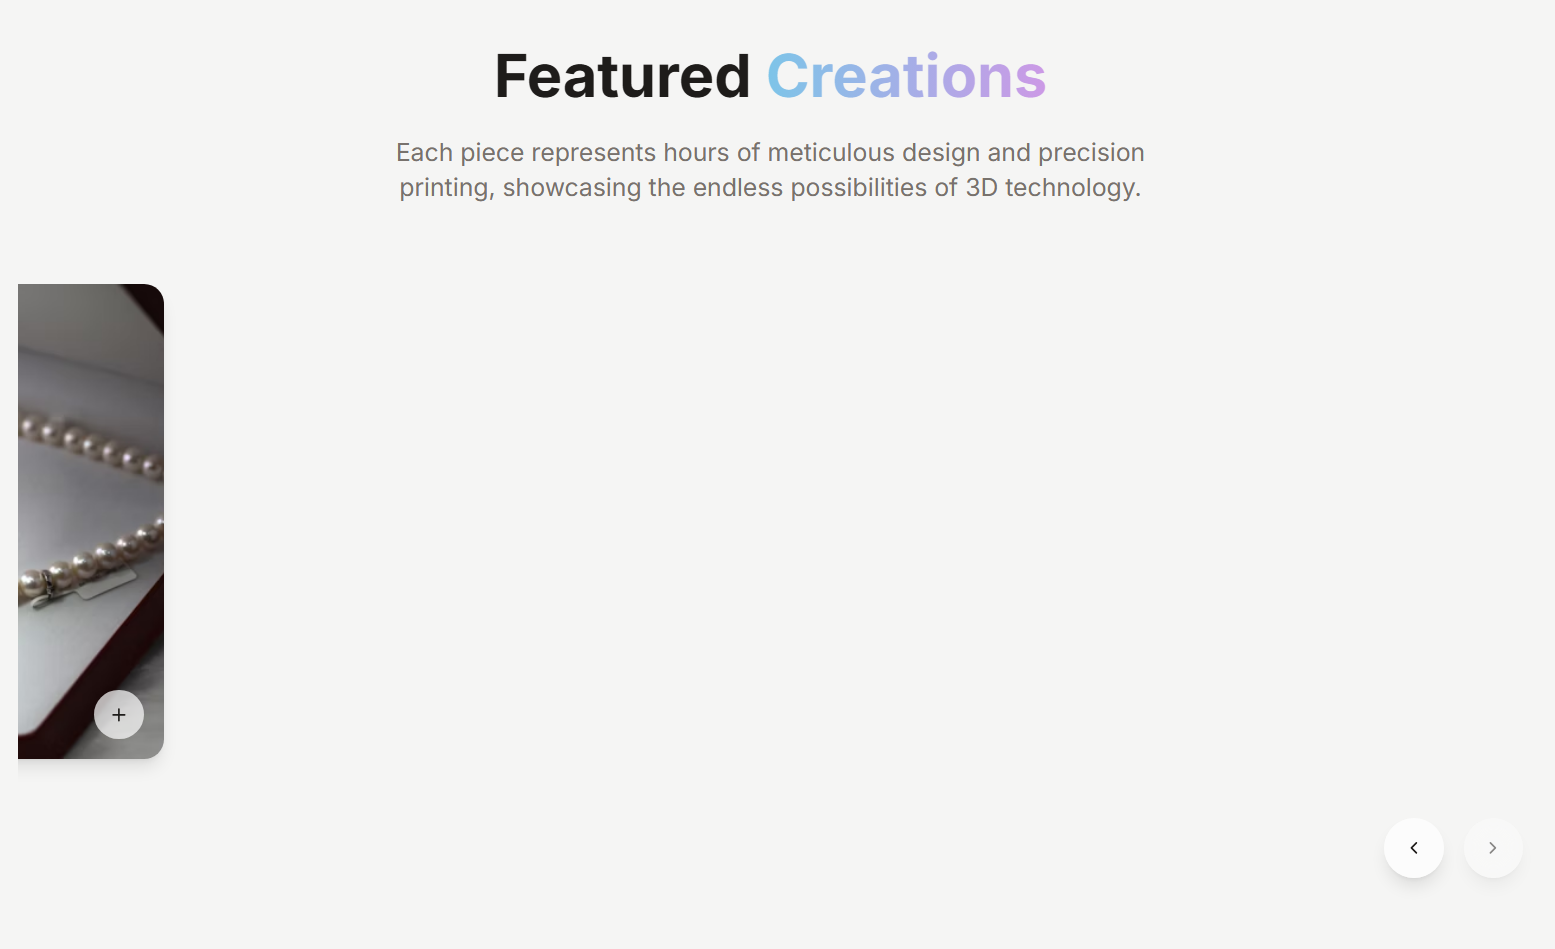 Featured Creations
Each piece represents hours of meticulous design and precision
printing, showcasing the endless possibilities of 3D technology.